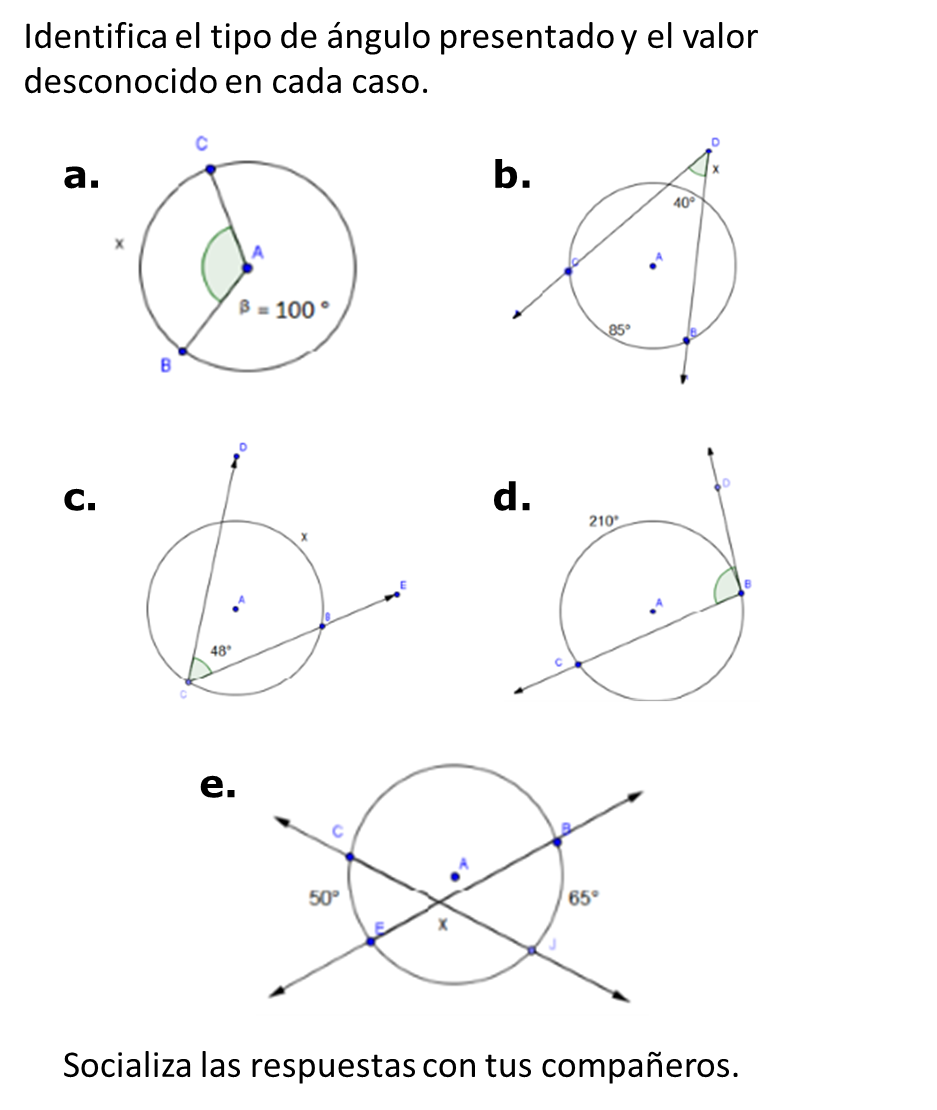 Identifica el tipo de ángulo presentado y el valor
desconocido en cada caso.
a.
C
x
A
β = 100 °
B
b.
D
x
40°
C
A
85°
B
c.
D
x
A
E
B
48°
C
d.
D
210°
B
A
C
e.
C
B
A
50°
65°
E
x
J
Socializa las respuestas con tus compañeros.